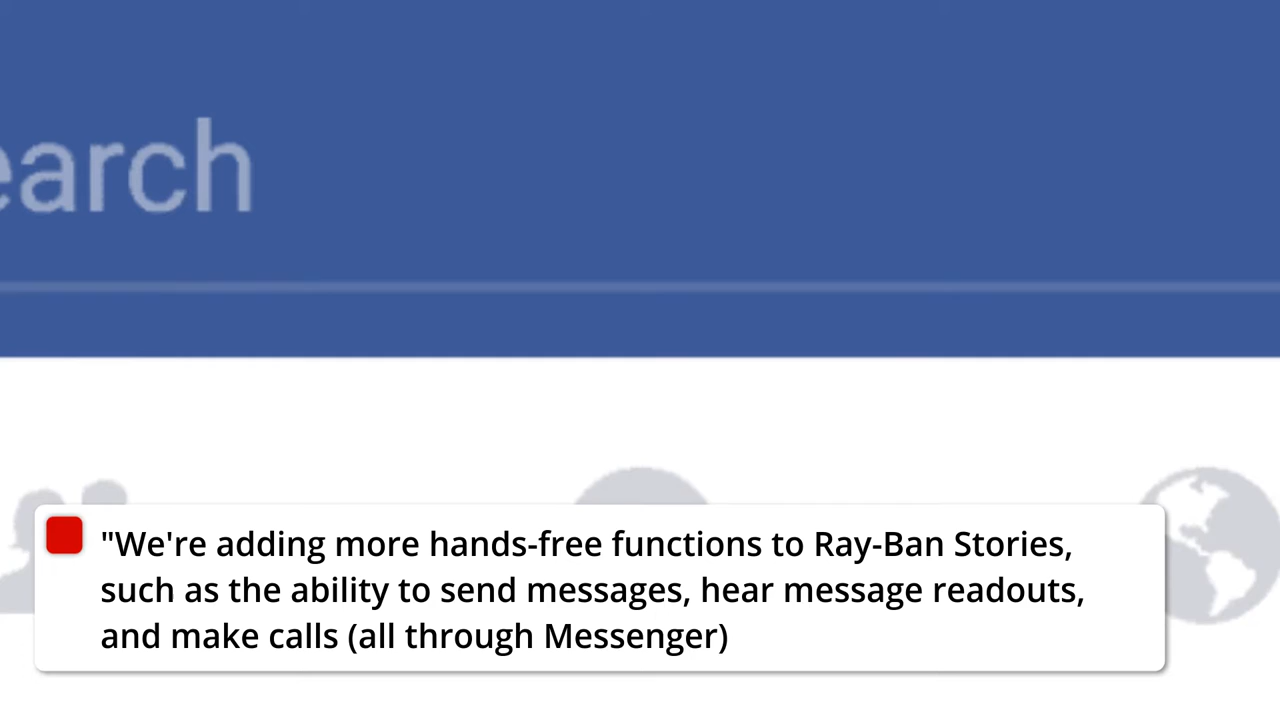 earch
"We're adding more hands-free functions to Ray-Ban Stories,
such as the ability to send messages, hear message readouts,
and make calls (all through Messenger)